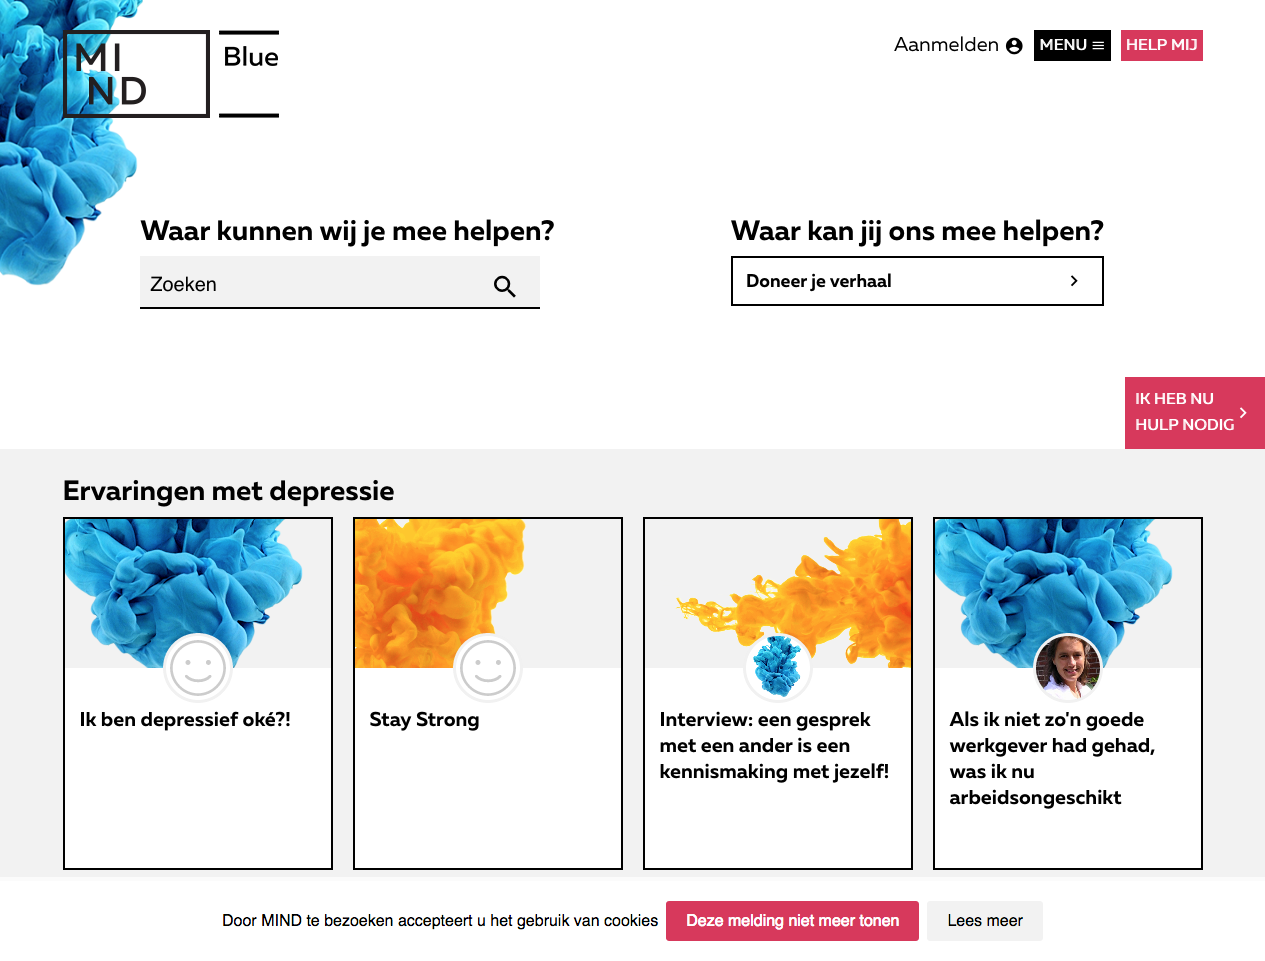 MI
ND
Blue
Aanmelden
MENU
HELP MIJ
Waar kunnen wij je mee helpen?
Zoeken
Waar kan jij ons mee helpen?
Doneer je verhaal
IK HEB NU
HULP NODIG
Ervaringen met depressie
Ik ben depressief oké?!
Stay Strong
Interview: een gesprek
met een ander is een
kennismaking met jezelf!
Als ik niet zo'n goede
werkgever had gehad,
was ik nu
arbeidsongeschikt
Door MIND te bezoeken accepteert u het gebruik van cookies
Deze melding niet meer tonen
Lees meer